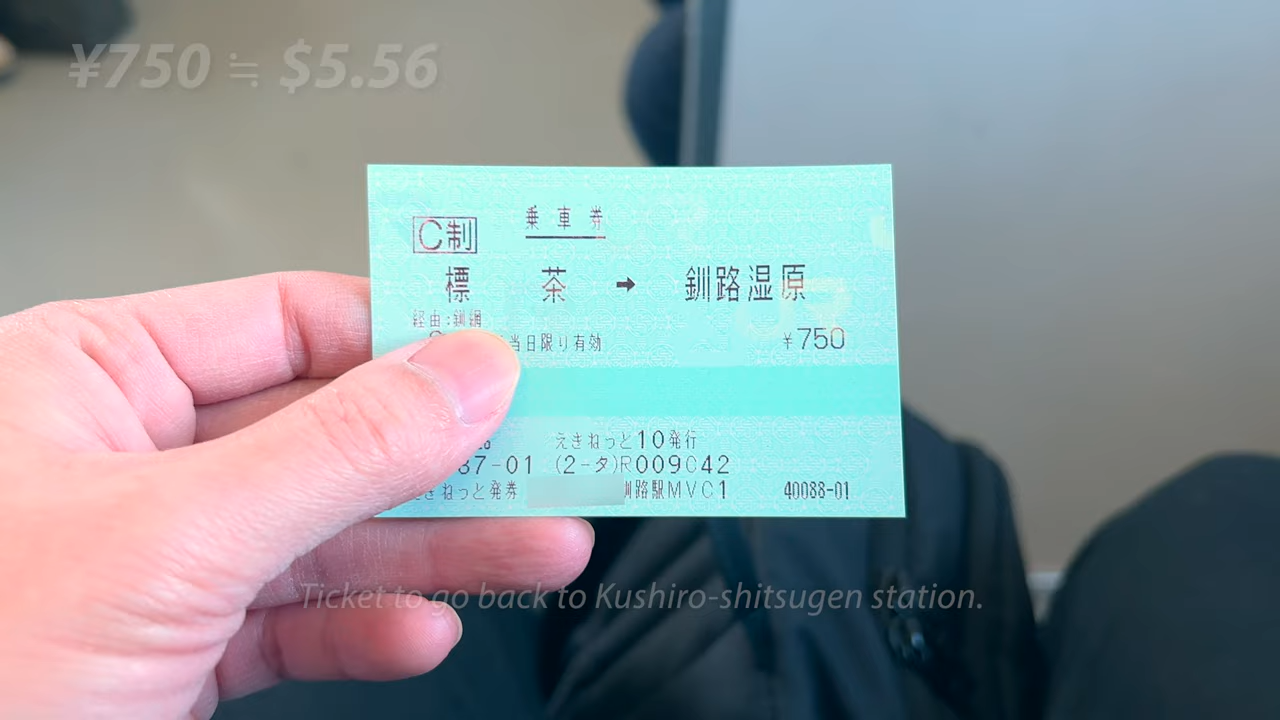 ¥750 ≒ $5.56
C制 乗車券
標 茶 ➡ 釧路湿原
経由:釧網
当日限り有効 ¥750
えきねっと10発行
87-01 (2-タ)R009C42
えきねっと発券 釧路駅MVC1 40088-01
Ticket to go back to Kushiro-shitsugen station.